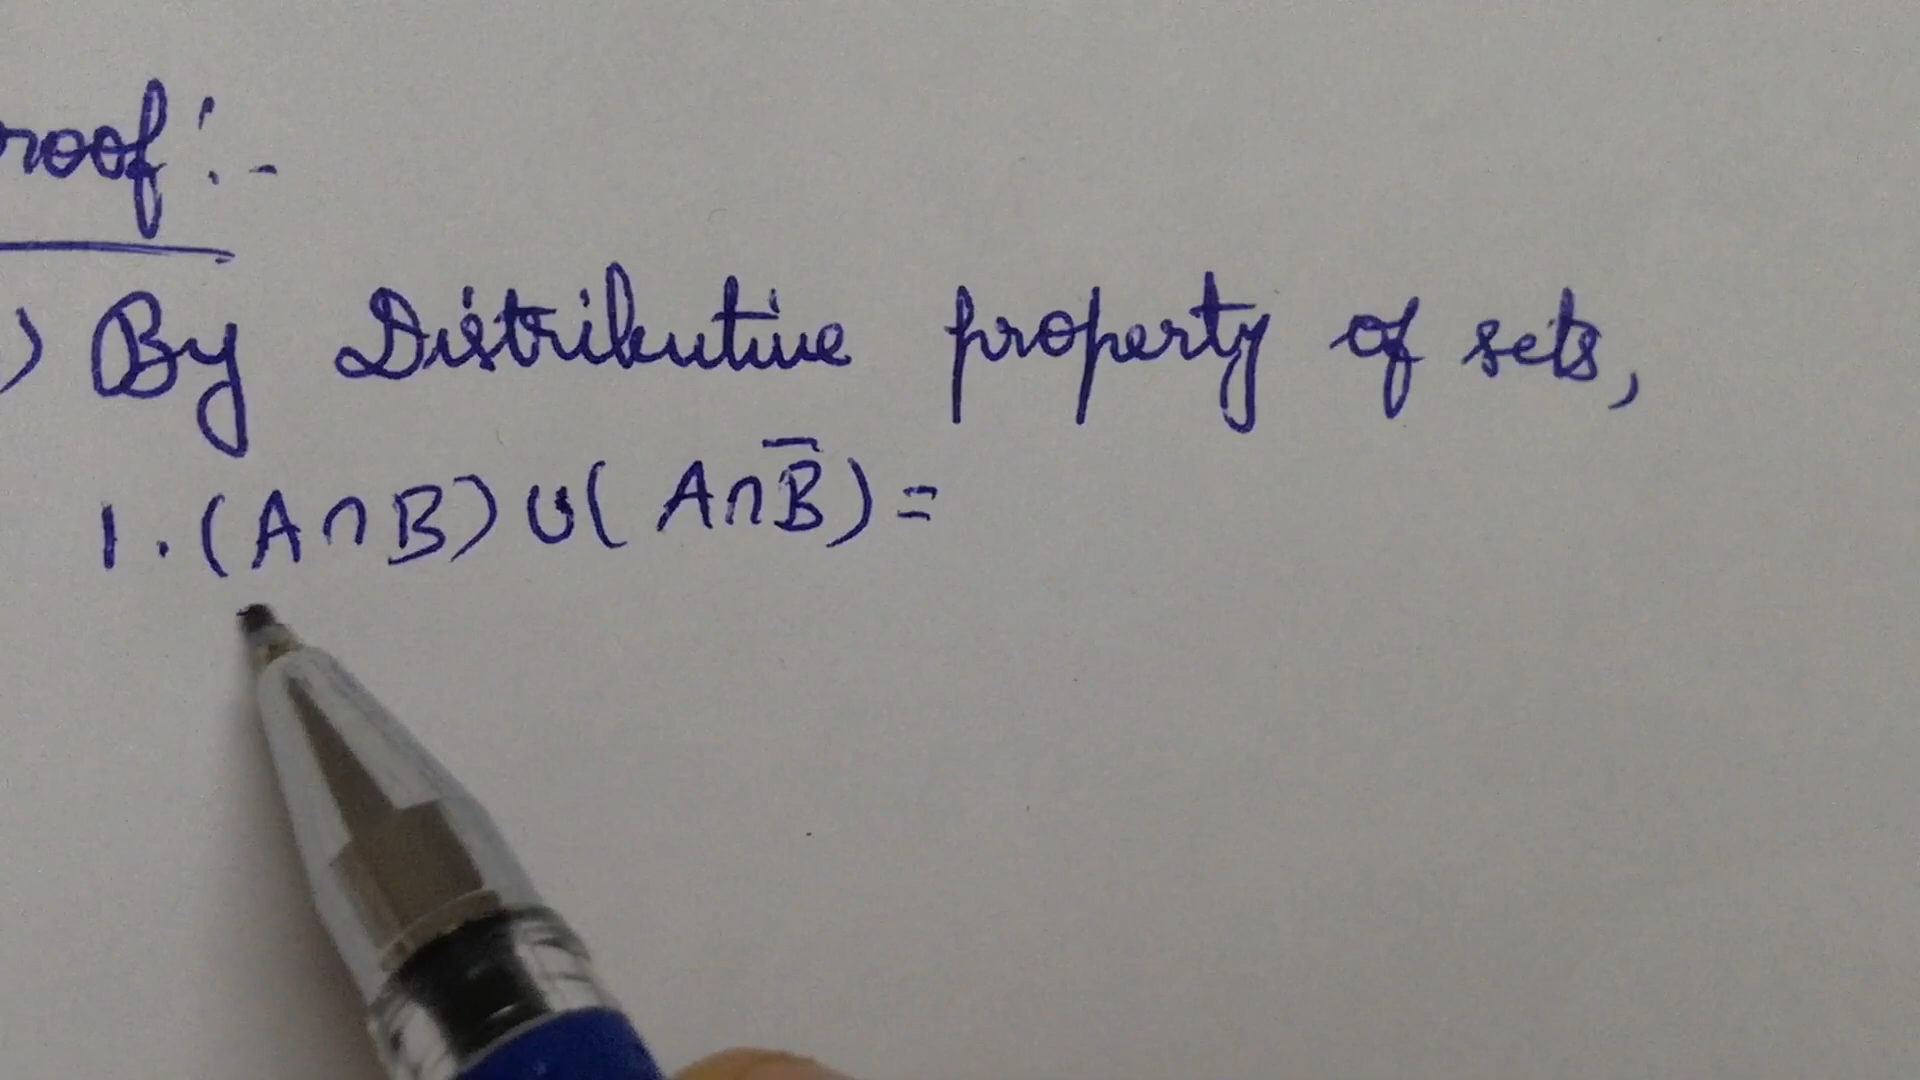 roof :-
) By Distributive property of sets,
1. (A∩B) ∪ ( A∩B̅) =